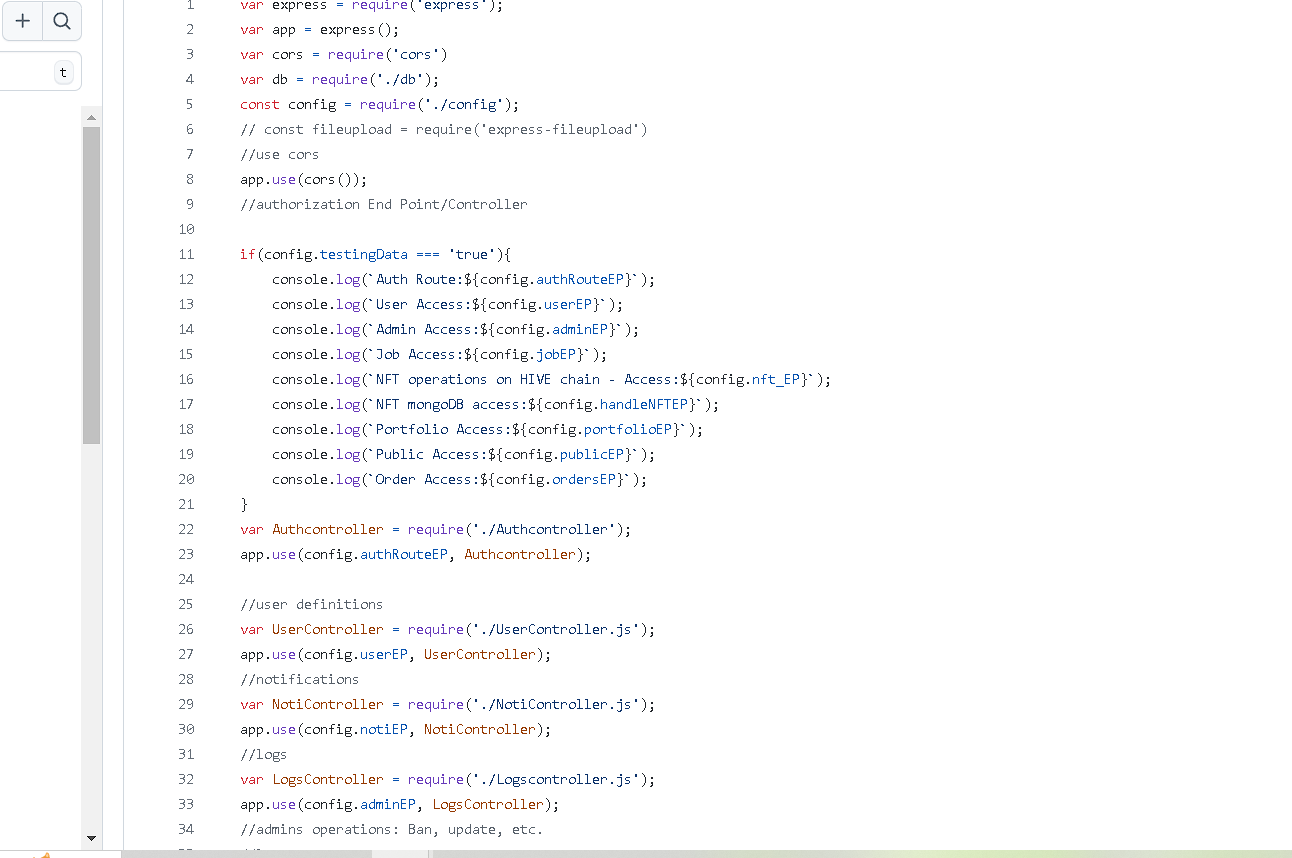 t
1 var express = require('express');
2 var app = express();
3 var cors = require('cors')
4 var db = require('./db');
5 const config = require('./config');
6 // const fileupload = require('express-fileupload')
7 //use cors
8 app.use(cors());
9 //authorization End Point/Controller
10
11 if(config.testingData === 'true'){
12 console.log(`Auth Route:${config.authRouteEP}`);
13 console.log(`User Access:${config.userEP}`);
14 console.log(`Admin Access:${config.adminEP}`);
15 console.log(`Job Access:${config.jobEP}`);
16 console.log(`NFT operations on HIVE chain - Access:${config.nft_EP}`);
17 console.log(`NFT mongoDB access:${config.handleNFTEP}`);
18 console.log(`Portfolio Access:${config.portfolioEP}`);
19 console.log(`Public Access:${config.publicEP}`);
20 console.log(`Order Access:${config.ordersEP}`);
21 }
22 var Authcontroller = require('./Authcontroller');
23 app.use(config.authRouteEP, Authcontroller);
24
25 //user definitions
26 var UserController = require('./UserController.js');
27 app.use(config.userEP, UserController);
28 //notifications
29 var NotiController = require('./NotiController.js');
30 app.use(config.notiEP, NotiController);
31 //logs
32 var LogsController = require('./Logscontroller.js');
33 app.use(config.adminEP, LogsController);
34 //admins operations: Ban, update, etc.